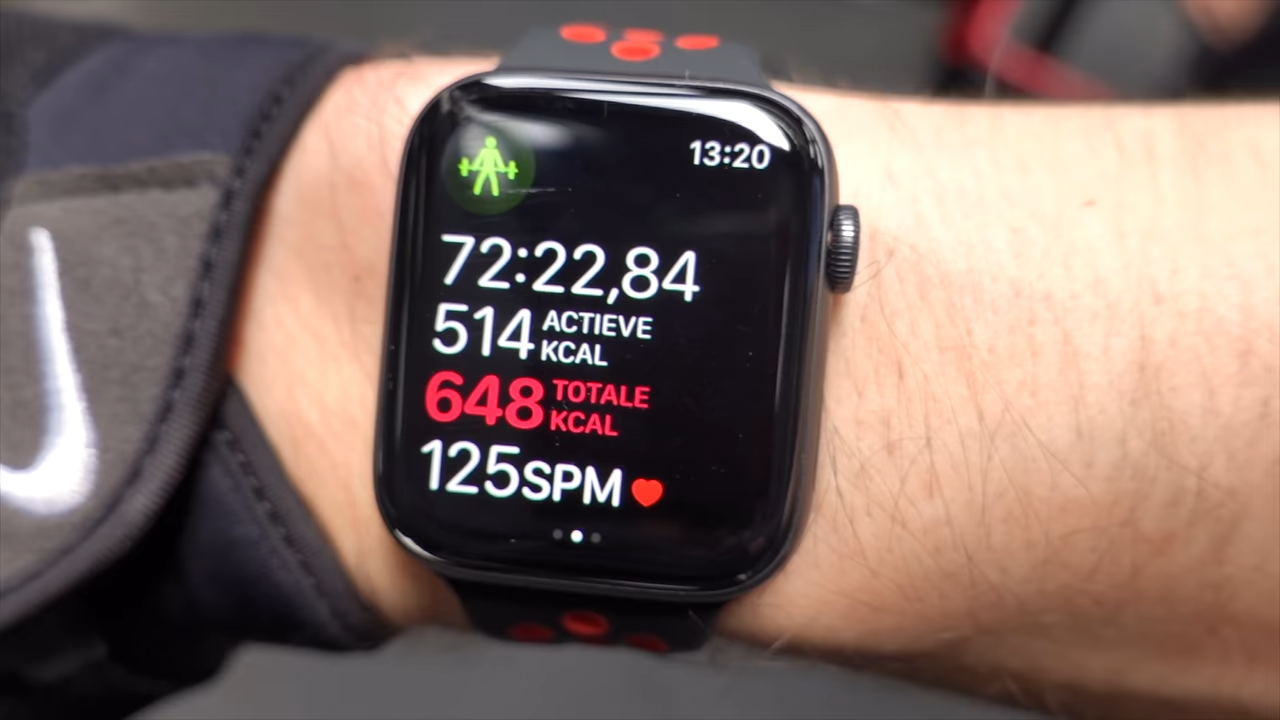 13:20
72:22,84
514 ACTIEVE
KCAL
648 TOTALE
KCAL
125SPM